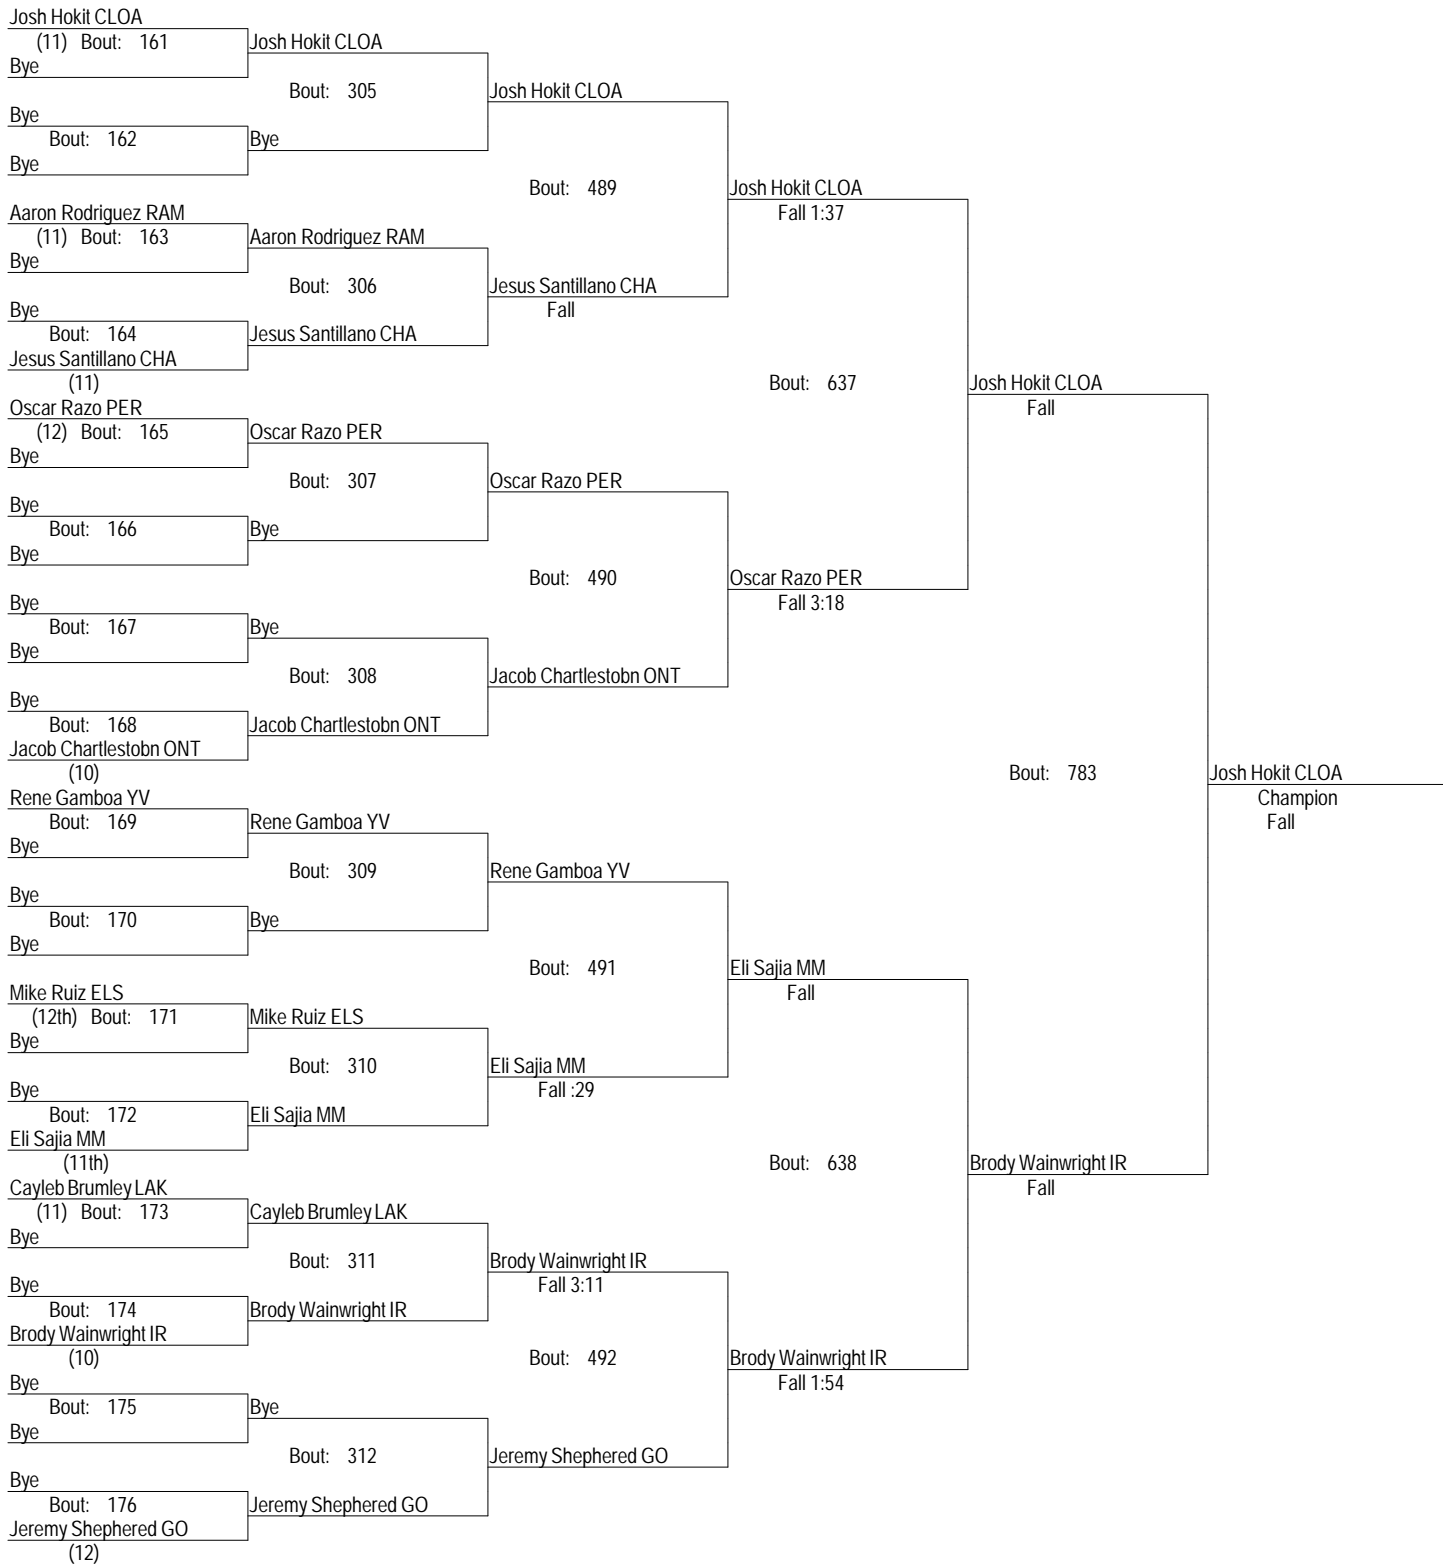 Josh Hokit CLOA
(11) Bout: 161
Josh Hokit CLOA
Bye
Bout: 305
Josh Hokit CLOA
Bye
Bout: 162
Bye
Bye
Bout: 489
Josh Hokit CLOA
Fall 1:37
Aaron Rodriguez RAM
(11) Bout: 163
Aaron Rodriguez RAM
Bye
Bout: 306
Jesus Santillano CHA
Fall
Bye
Bout: 164
Jesus Santillano CHA
Jesus Santillano CHA
(11)
Bout: 637
Josh Hokit CLOA
Fall
Oscar Razo PER
(12) Bout: 165
Oscar Razo PER
Bye
Bout: 307
Oscar Razo PER
Bye
Bout: 166
Bye
Bye
Bout: 490
Oscar Razo PER
Fall 3:18
Bye
Bout: 167
Bye
Bye
Bout: 308
Jacob Chartlestobn ONT
Bye
Bout: 168
Jacob Chartlestobn ONT
Jacob Chartlestobn ONT
(10)
Bout: 783
Josh Hokit CLOA
Champion
Fall
Rene Gamboa YV
Bout: 169
Rene Gamboa YV
Bye
Bout: 309
Rene Gamboa YV
Bye
Bout: 170
Bye
Bye
Bout: 491
Eli Sajia MM
Fall
Mike Ruiz ELS
(12th) Bout: 171
Mike Ruiz ELS
Bye
Bout: 310
Eli Sajia MM
Fall :29
Bye
Bout: 172
Eli Sajia MM
Eli Sajia MM
(11th)
Bout: 638
Brody Wainwright IR
Fall
Cayleb Brumley LAK
(11) Bout: 173
Cayleb Brumley LAK
Bye
Bout: 311
Brody Wainwright IR
Fall 3:11
Bye
Bout: 174
Brody Wainwright IR
Brody Wainwright IR
(10)
Bout: 492
Brody Wainwright IR
Fall 1:54
Bye
Bout: 175
Bye
Bye
Bout: 312
Jeremy Shephered GO
Bye
Bout: 176
Jeremy Shephered GO
Jeremy Shephered GO
(12)